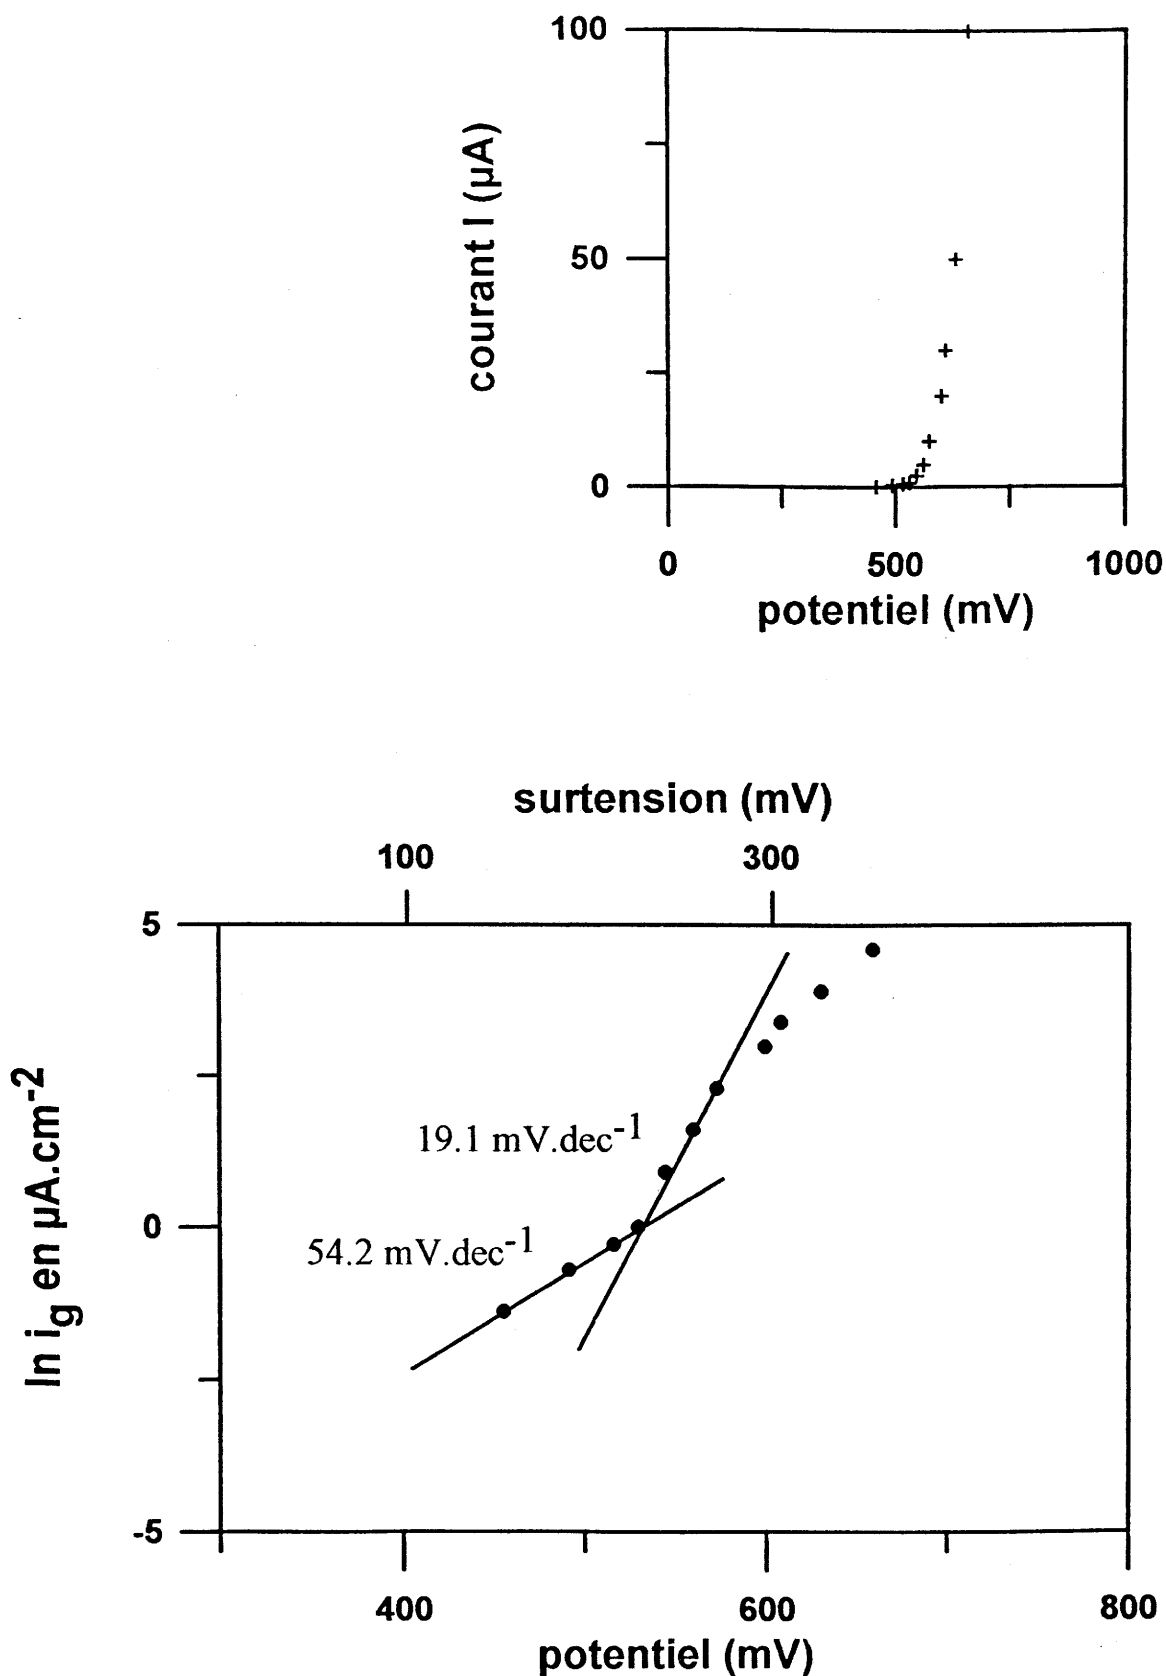 100
50
0
courant I (µA)
0 500 1000
potentiel (mV)
surtension (mV)
100 300
5
0
-5
ln ig en µA.cm-2
19.1 mV.dec-1
54.2 mV.dec-1
400 600 800
potentiel (mV)